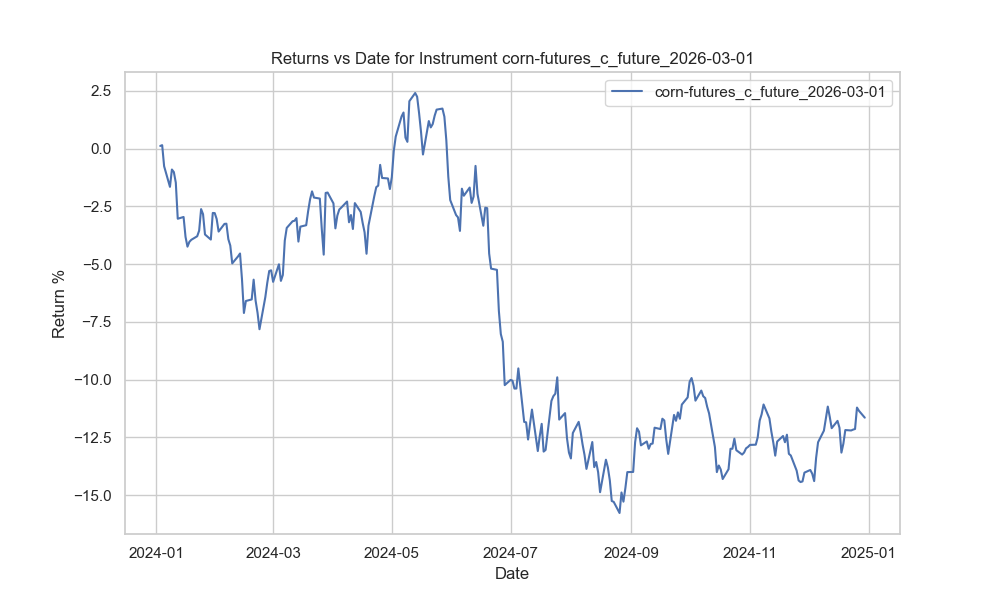 Returns vs Date for Instrument corn-futures_c_future_2026-03-01
corn-futures_c_future_2026-03-01
2.5
0.0
−2.5
−5.0
−7.5
−10.0
−12.5
−15.0
Return %
2024-01 2024-03 2024-05 2024-07 2024-09 2024-11 2025-01
Date